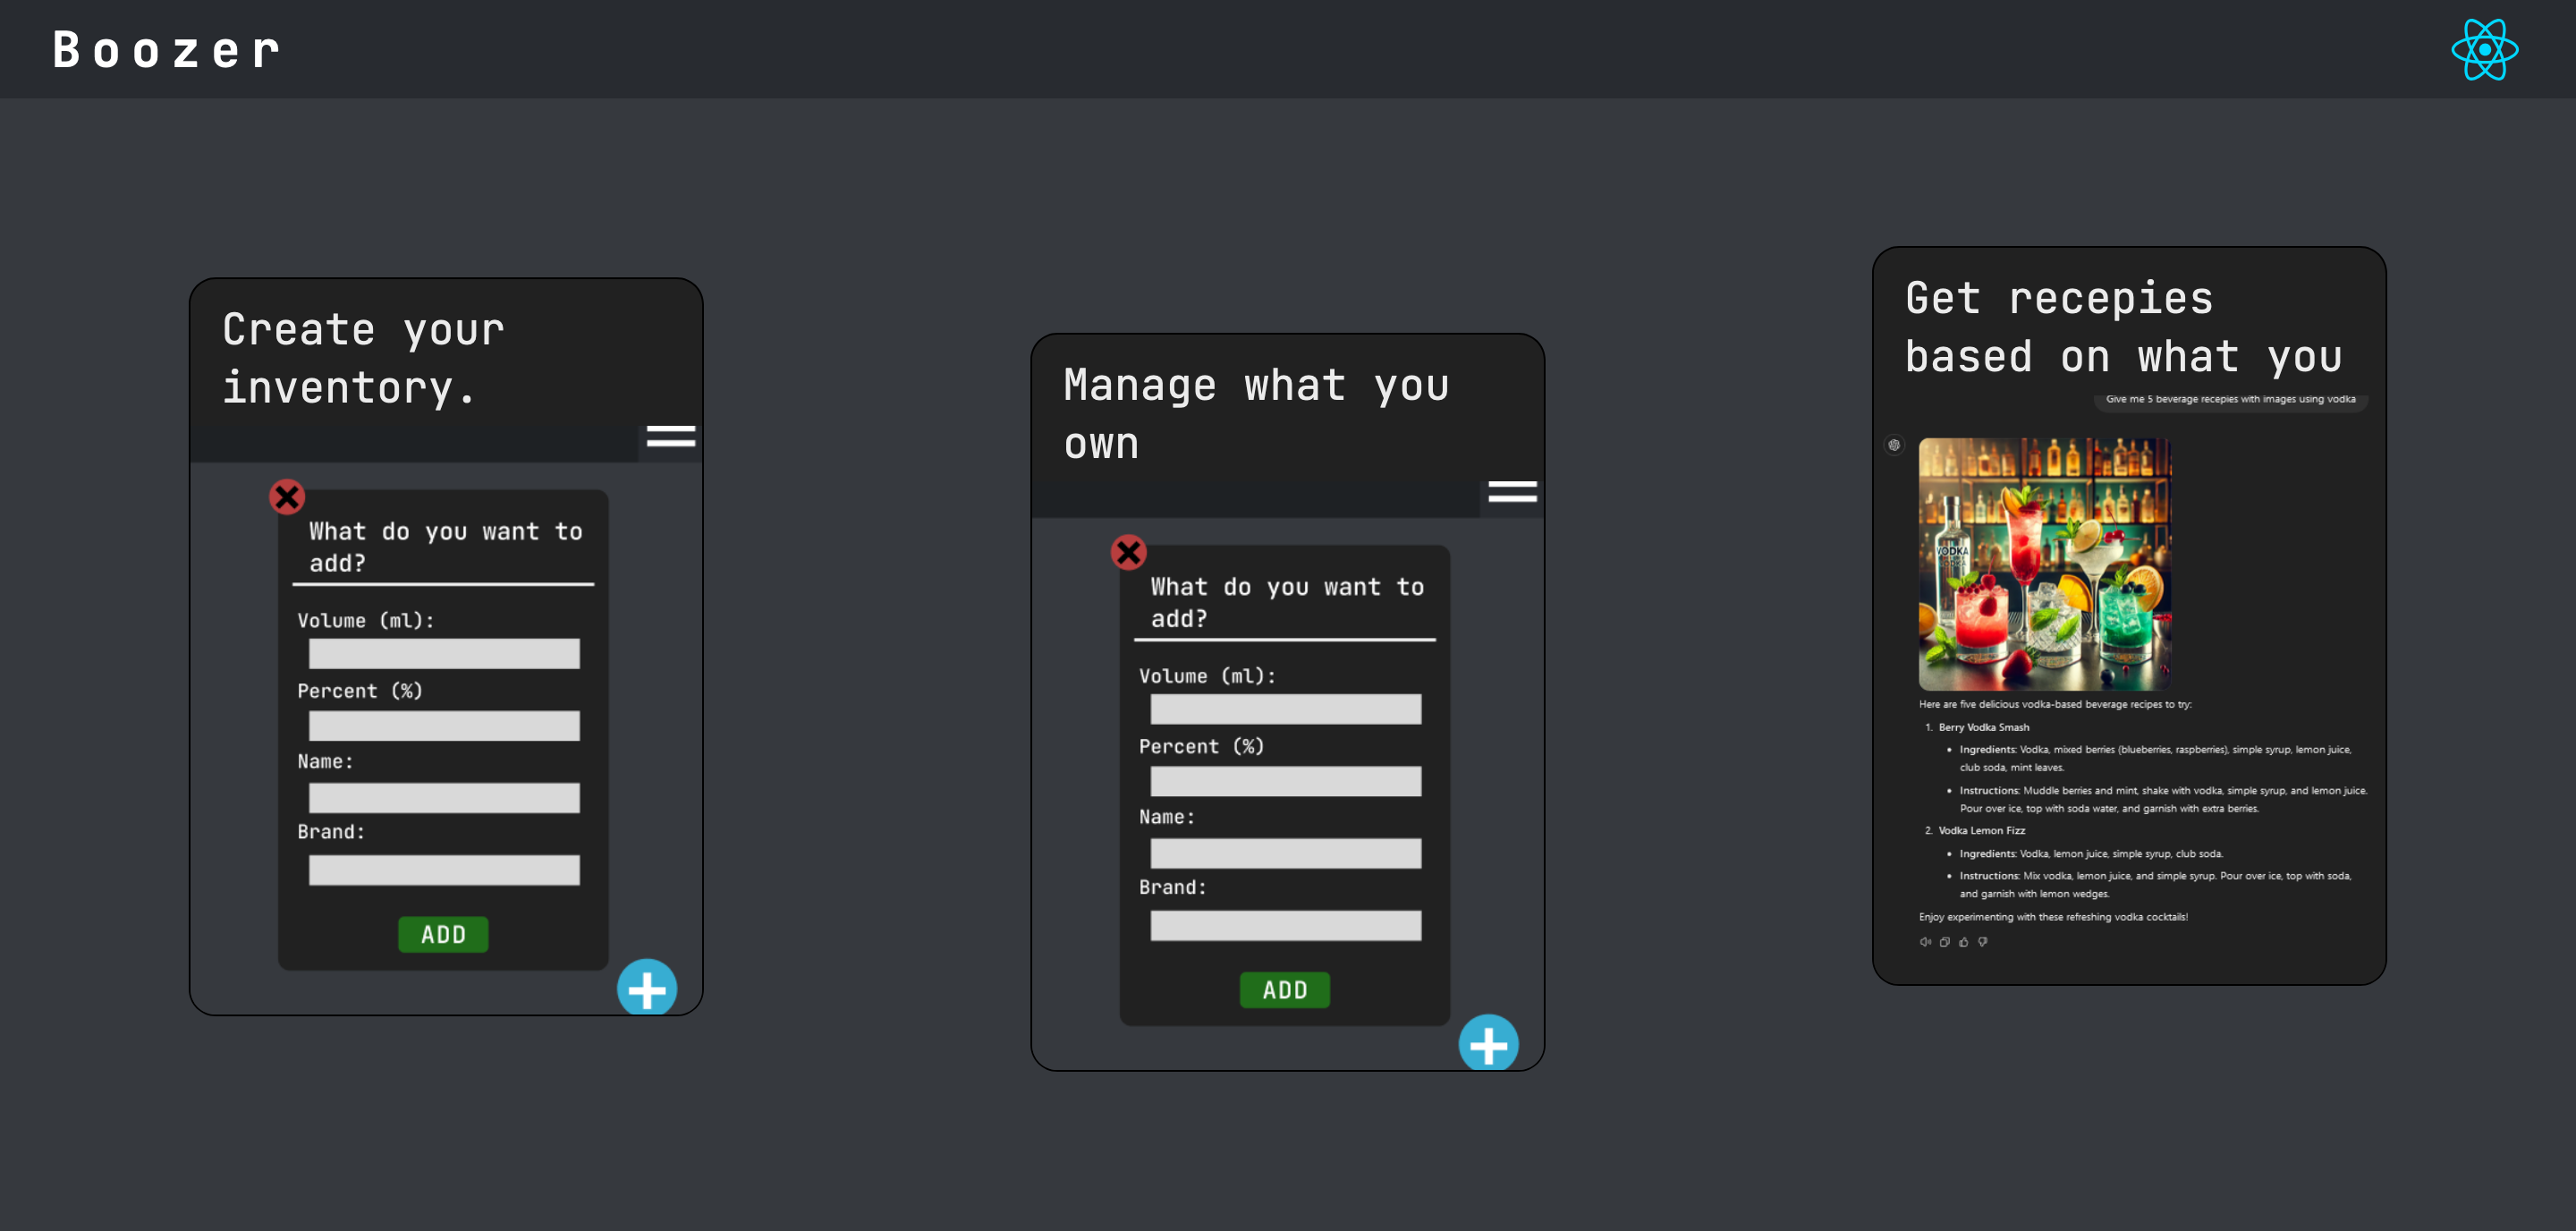 Boozer
Create your
inventory.
What do you want to
add?
Volume (ml):
Percent (%)
Name:
Brand:
ADD
Manage what you
own
What do you want to
add?
Volume (ml):
Percent (%)
Name:
Brand:
ADD
Get recepies
based on what you
Give me 5 beverage recepies with images using vodka
VODKA
VODKA
Here are five delicious vodka-based beverage recipes to try:
1. Berry Vodka Smash
• Ingredients: Vodka, mixed berries (blueberries, raspberries), simple syrup, lemon juice,
club soda, mint leaves.
• Instructions: Muddle berries and mint, shake with vodka, simple syrup, and lemon juice.
Pour over ice, top with soda water, and garnish with extra berries.
2. Vodka Lemon Fizz
• Ingredients: Vodka, lemon juice, simple syrup, club soda.
• Instructions: Mix vodka, lemon juice, and simple syrup. Pour over ice, top with soda,
and garnish with lemon wedges.
Enjoy experimenting with these refreshing vodka cocktails!